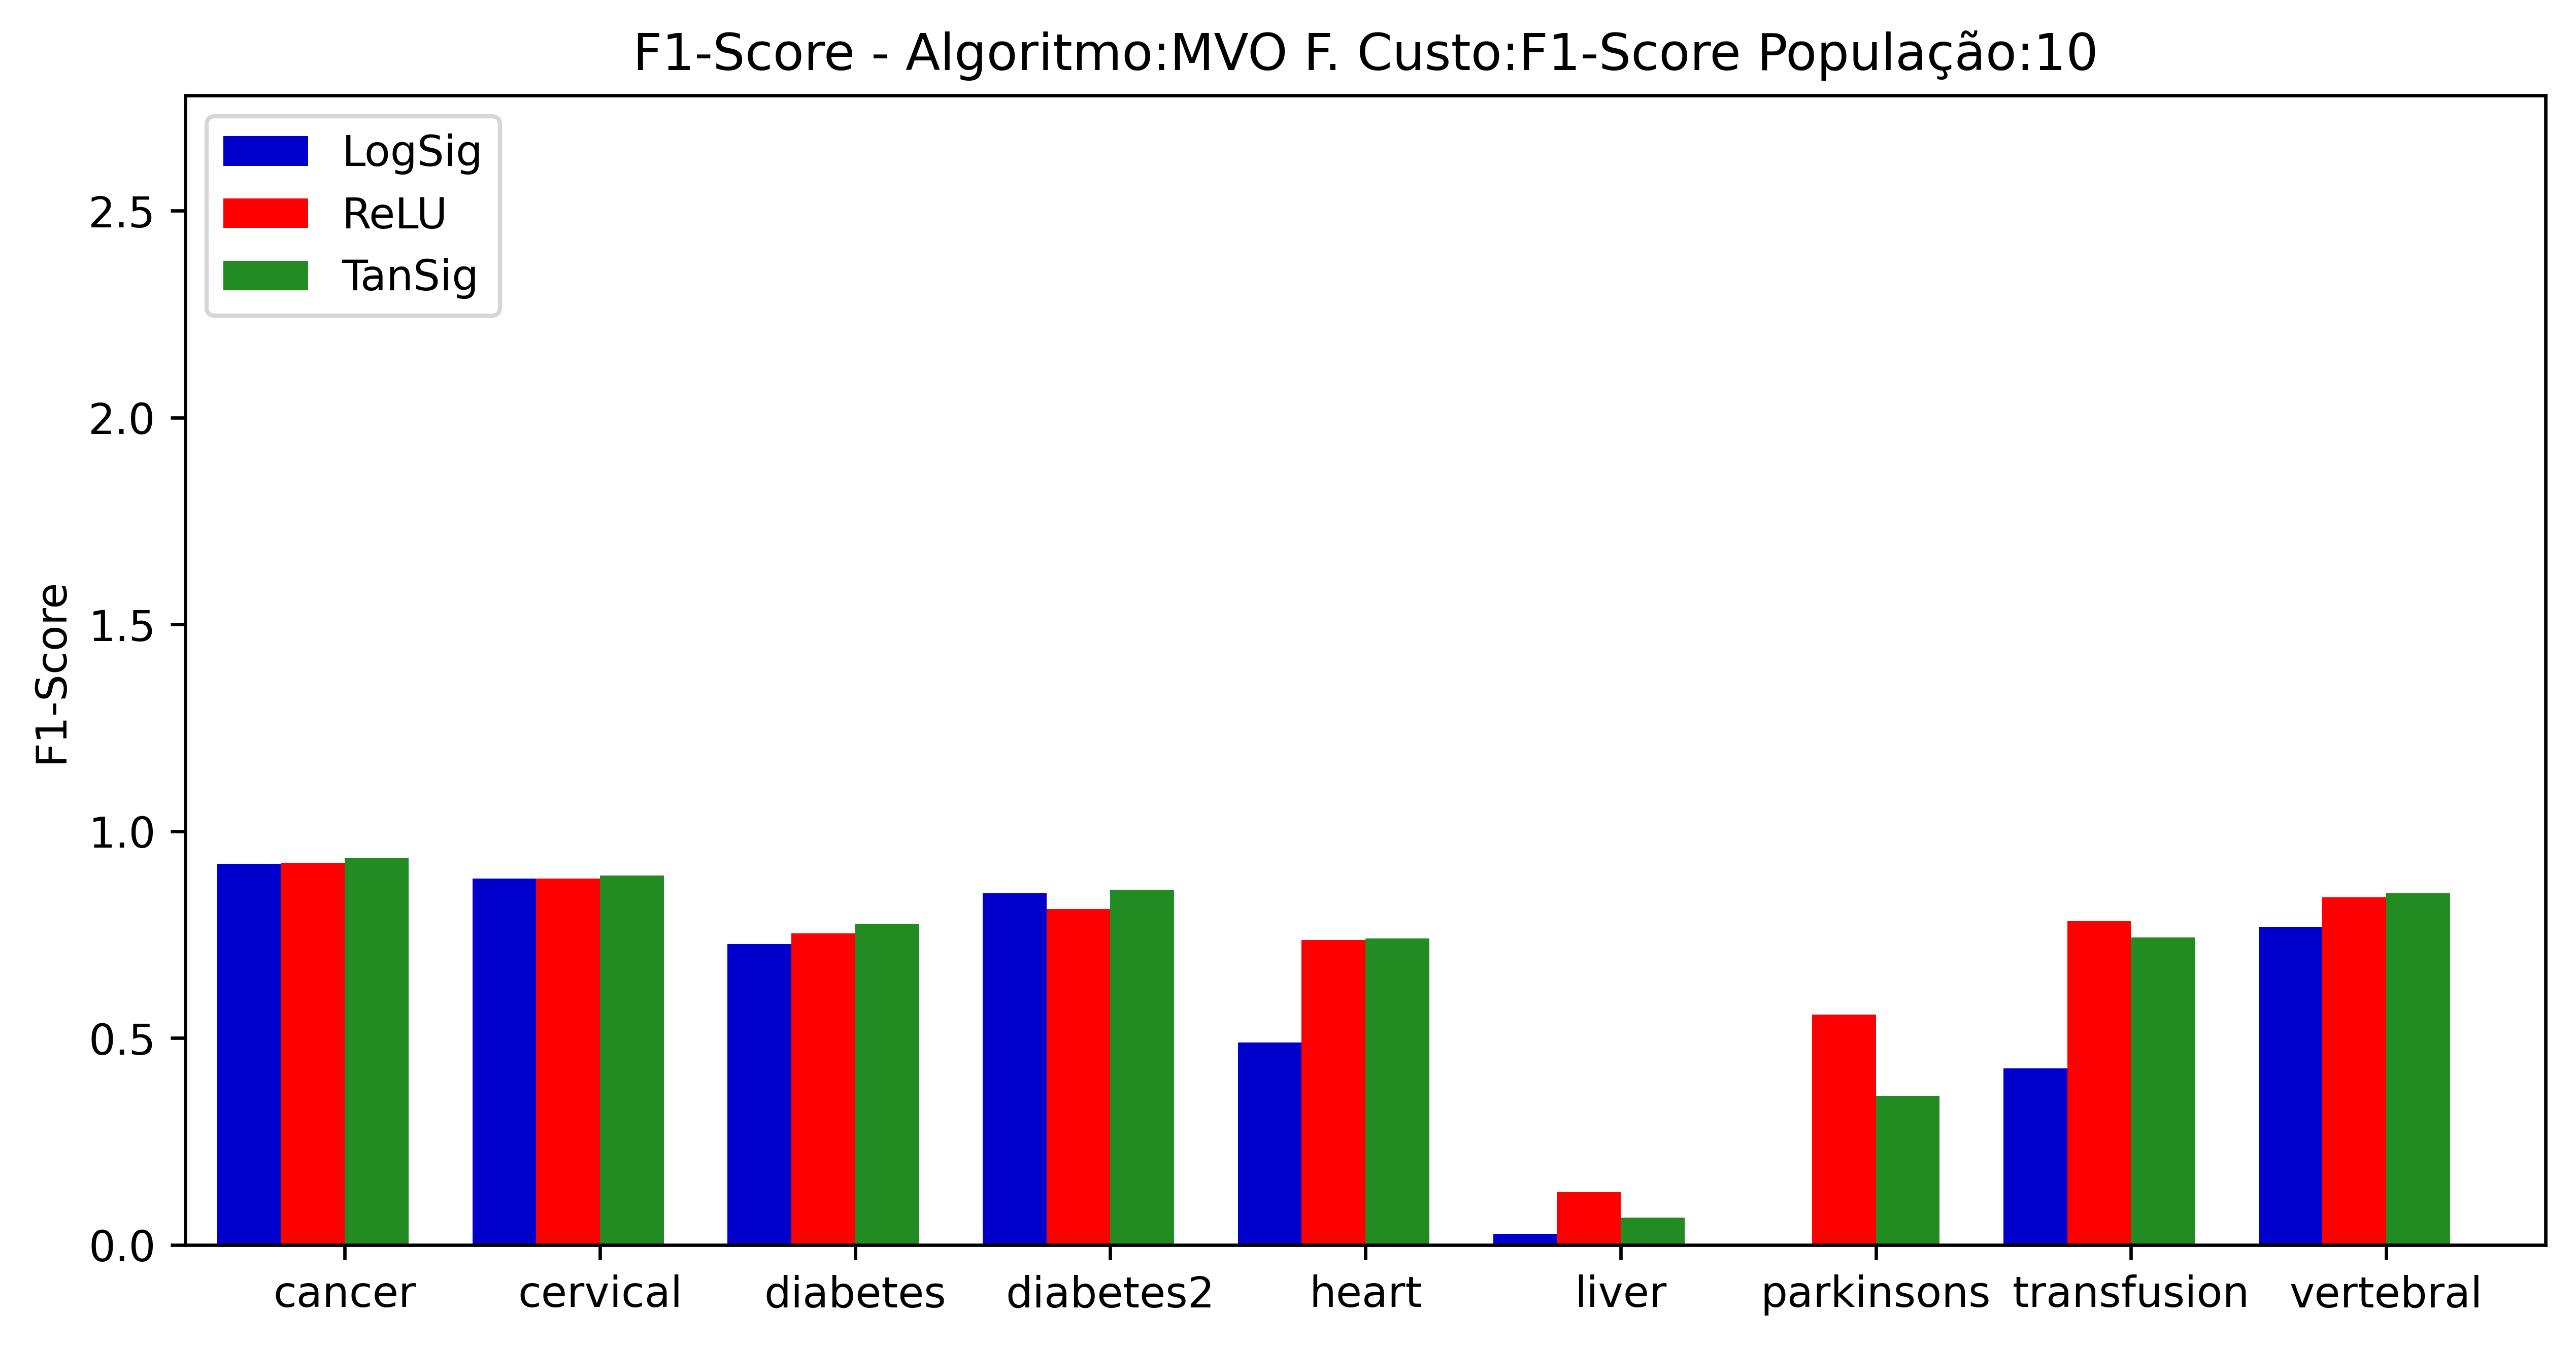 F1-Score - Algoritmo:MVO F. Custo:F1-Score População:10
LogSig
ReLU
TanSig
F1-Score
2.5
2.0
1.5
1.0
0.5
0.0
cancer cervical diabetes diabetes2 heart liver parkinsons transfusion vertebral